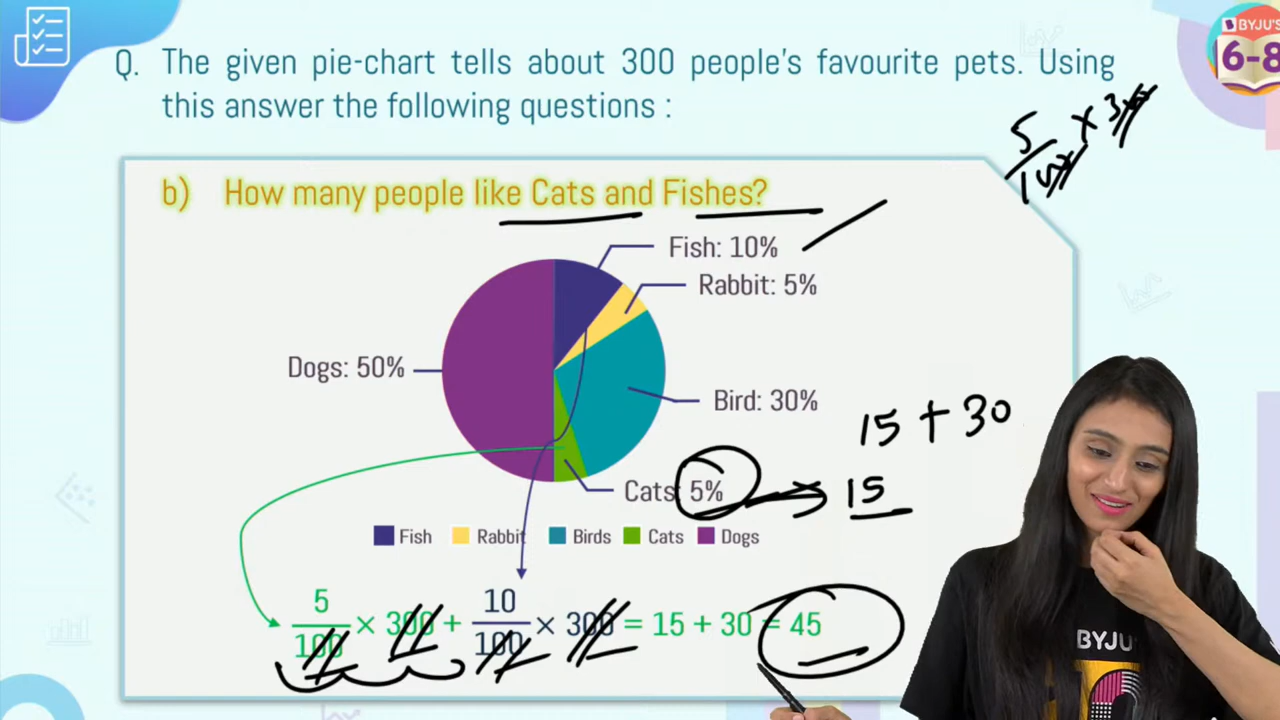 BYJU'S
6-8
Q. The given pie-chart tells about 300 people's favourite pets. Using
this answer the following questions :
b) How many people like Cats and Fishes?
Fish: 10%
Rabbit: 5%
Dogs: 50%
Bird: 30%
15 + 30
Cats: 5%
15
Fish Rabbit Birds Cats Dogs
5/100 × 300 + 10/100 × 300 = 15 + 30 = 45
BYJU'S